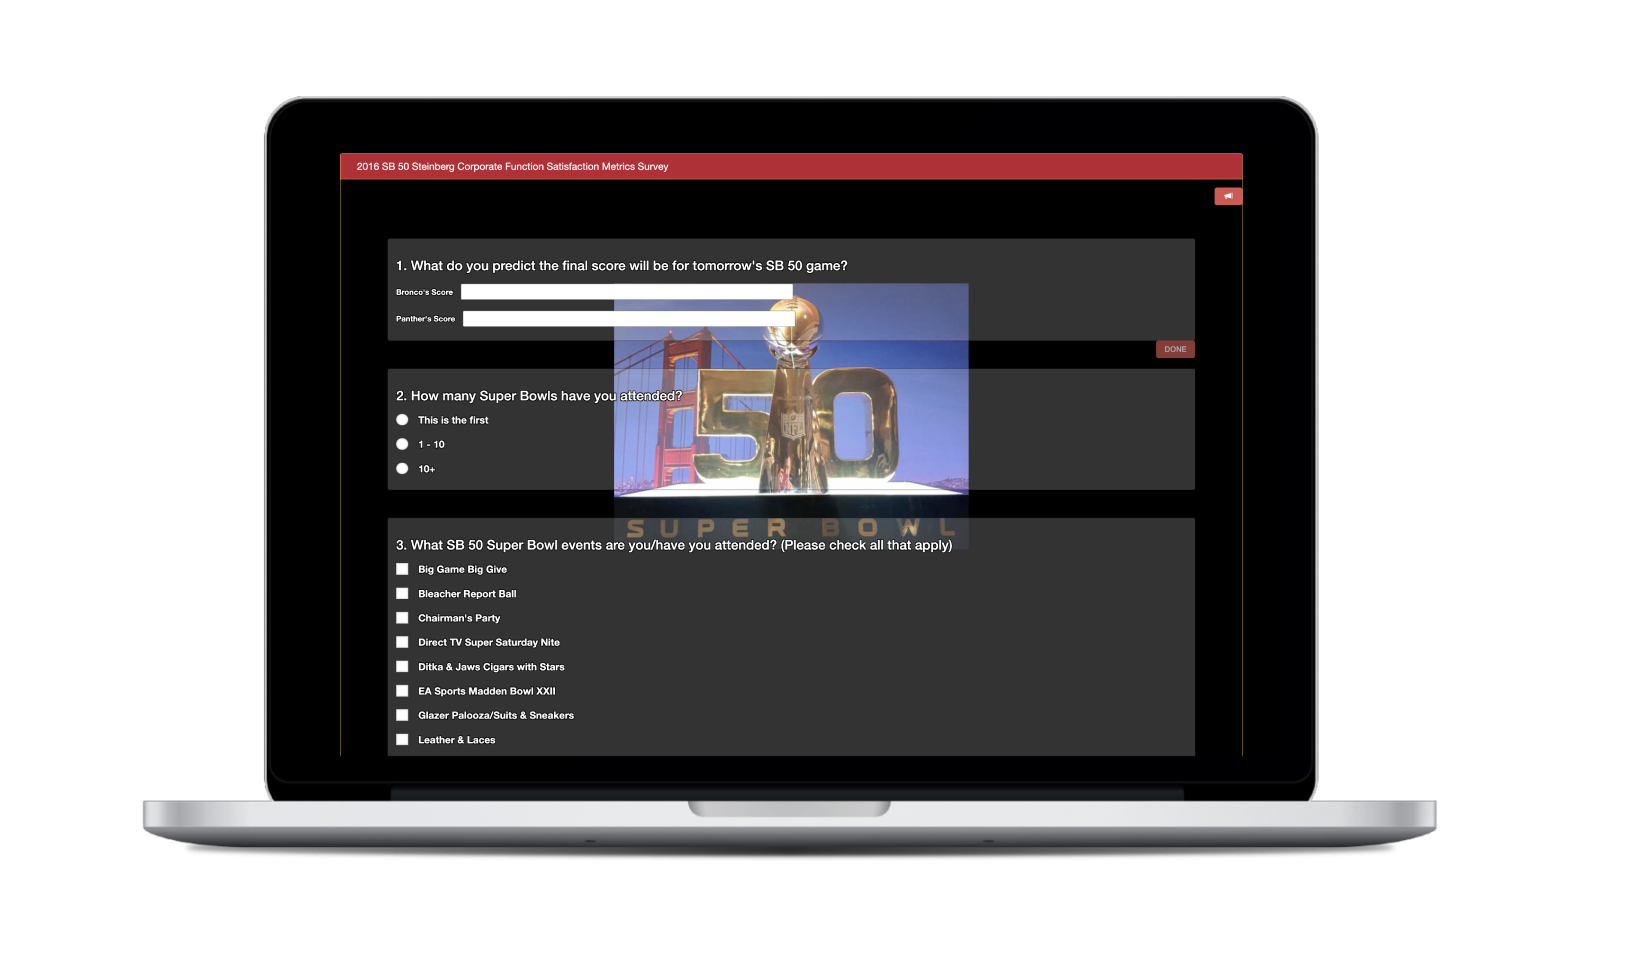 2016 SB 50 Steinberg Corporate Function Satisfaction Metrics Survey
1. What do you predict the final score will be for tomorrow's SB 50 game?
Bronco's Score
Panther's Score
DONE
2. How many Super Bowls have you attended?
This is the first
1 - 10
10+
50
NFL
SUPER BOWL
3. What SB 50 Super Bowl events are you/have you attended? (Please check all that apply)
Big Game Big Give
Bleacher Report Ball
Chairman's Party
Direct TV Super Saturday Nite
Ditka & Jaws Cigars with Stars
EA Sports Madden Bowl XXII
Glazer Palooza/Suits & Sneakers
Leather & Laces